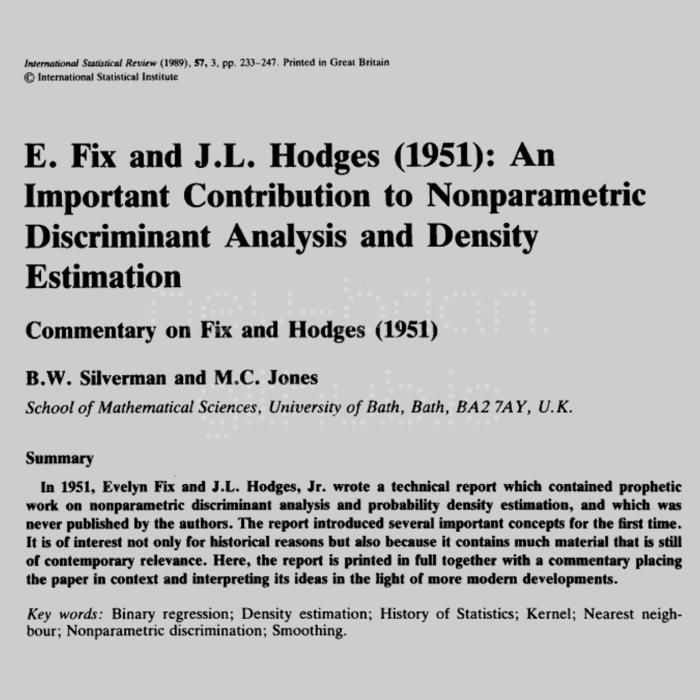 International Statistical Review (1989), 57, 3, pp. 233–247. Printed in Great Britain
© International Statistical Institute
E. Fix and J.L. Hodges (1951): An
Important Contribution to Nonparametric
Discriminant Analysis and Density
Estimation
Commentary on Fix and Hodges (1951)
B.W. Silverman and M.C. Jones
School of Mathematical Sciences, University of Bath, Bath, BA2 7AY, U.K.
Summary
In 1951, Evelyn Fix and J.L. Hodges, Jr. wrote a technical report which contained prophetic
work on nonparametric discriminant analysis and probability density estimation, and which was
never published by the authors. The report introduced several important concepts for the first time.
It is of interest not only for historical reasons but also because it contains much material that is still
of contemporary relevance. Here, the report is printed in full together with a commentary placing
the paper in context and interpreting its ideas in the light of more modern developments.
Key words: Binary regression; Density estimation; History of Statistics; Kernel; Nearest neigh-
bour; Nonparametric discrimination; Smoothing.